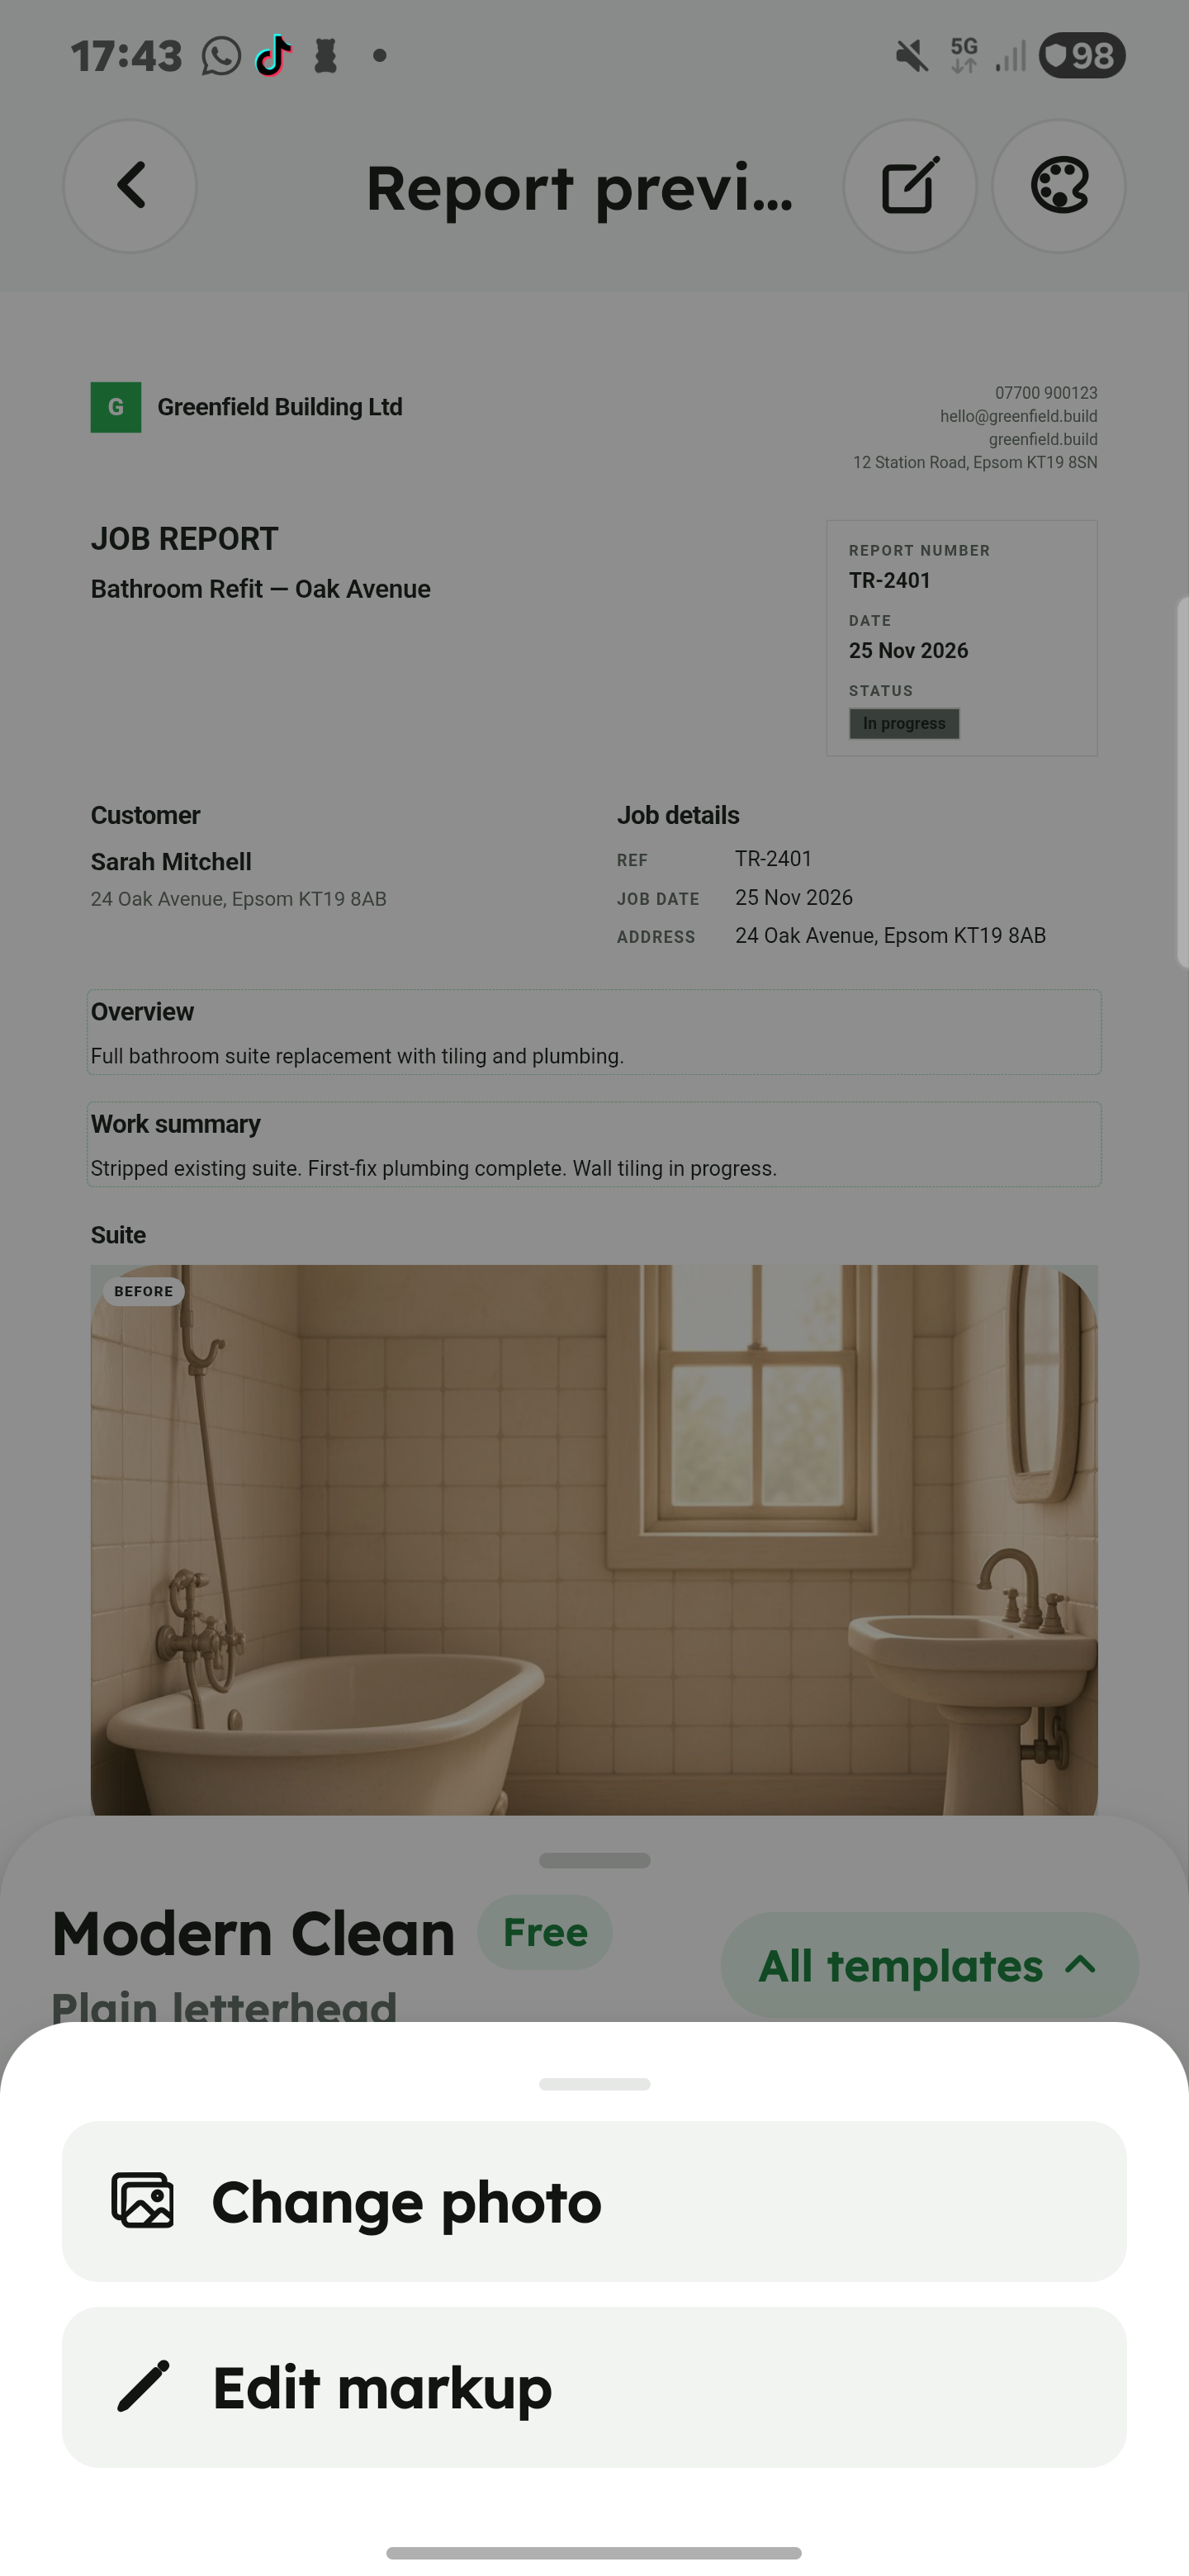 17:43
5G
98
Report previ...
G
Greenfield Building Ltd
07700 900123
hello@greenfield.build
greenfield.build
12 Station Road, Epsom KT19 8SN
JOB REPORT
Bathroom Refit — Oak Avenue
REPORT NUMBER
TR-2401
DATE
25 Nov 2026
STATUS
In progress
Customer
Sarah Mitchell
24 Oak Avenue, Epsom KT19 8AB
Job details
REF TR-2401
JOB DATE 25 Nov 2026
ADDRESS 24 Oak Avenue, Epsom KT19 8AB
Overview
Full bathroom suite replacement with tiling and plumbing.
Work summary
Stripped existing suite. First-fix plumbing complete. Wall tiling in progress.
Suite
BEFORE
Modern Clean
Free
All templates
Plain letterhead
Change photo
Edit markup